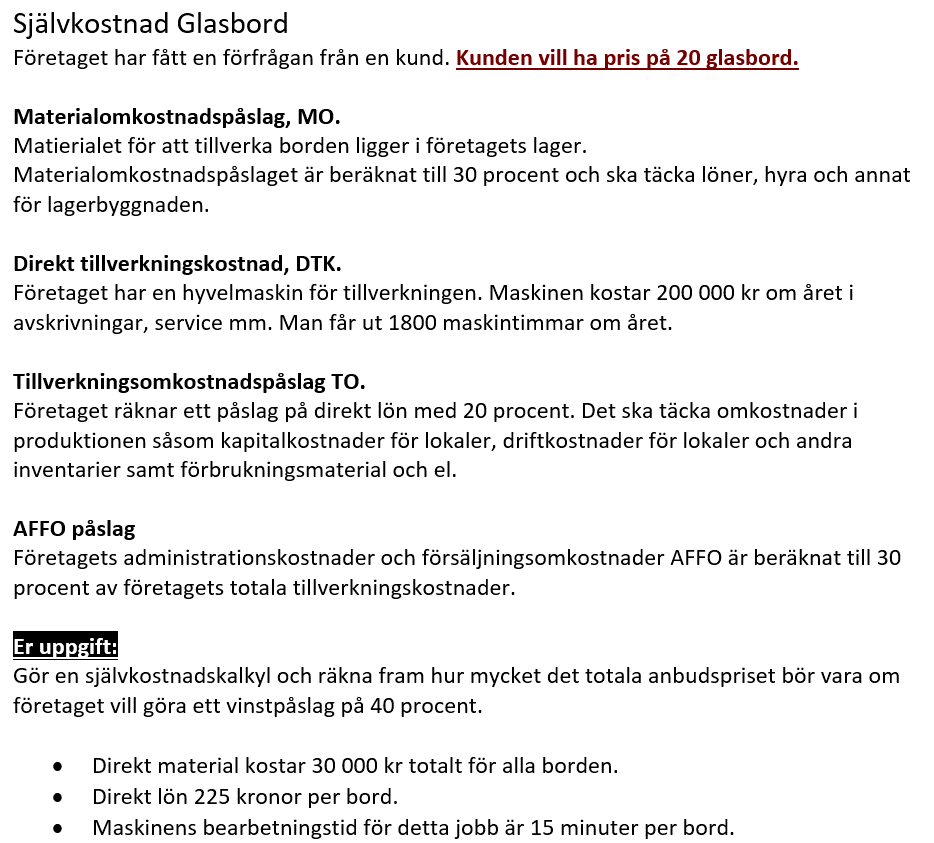 Självkostnad Glasbord
Företaget har fått en förfrågan från en kund. Kunden vill ha pris på 20 glasbord.
Materialomkostnadspåslag, MO.
Matierialet för att tillverka borden ligger i företagets lager.
Materialomkostnadspåslaget är beräknat till 30 procent och ska täcka löner, hyra och annat
för lagerbyggnaden.
Direkt tillverkningskostnad, DTK.
Företaget har en hyvelmaskin för tillverkningen. Maskinen kostar 200 000 kr om året i
avskrivningar, service mm. Man får ut 1800 maskintimmar om året.
Tillverkningsomkostnadspåslag TO.
Företaget räknar ett påslag på direkt lön med 20 procent. Det ska täcka omkostnader i
produktionen såsom kapitalkostnader för lokaler, driftkostnader för lokaler och andra
inventarier samt förbrukningsmaterial och el.
AFFO påslag
Företagets administrationskostnader och försäljningsomkostnader AFFO är beräknat till 30
procent av företagets totala tillverkningskostnader.
Er uppgift:
Gör en självkostnadskalkyl och räkna fram hur mycket det totala anbudspriset bör vara om
företaget vill göra ett vinstpåslag på 40 procent.
• Direkt material kostar 30 000 kr totalt för alla borden.
• Direkt lön 225 kronor per bord.
• Maskinens bearbetningstid för detta jobb är 15 minuter per bord.